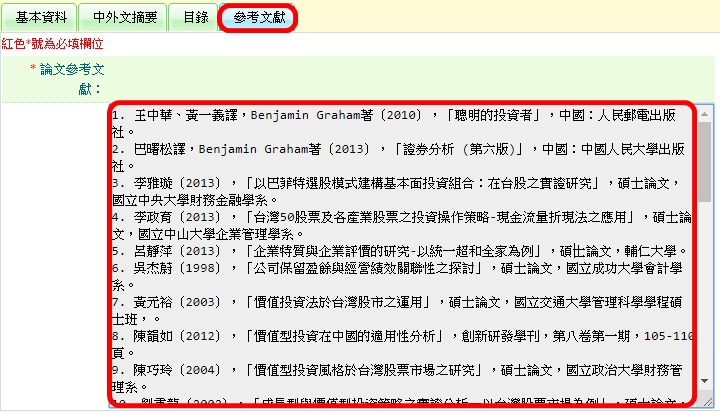 基本資料 中外文摘要 目錄 參考文獻
紅色*號為必填欄位
*論文參考文
獻：
1. 王中華、黃一義譯，Benjamin Graham著〔2010〕，「聰明的投資者」，中國：人民郵電出版
社。
2. 巴曙松譯，Benjamin Graham著〔2013〕，「證券分析 (第六版)」，中國：中國人民大學出版
社。
3. 李雅璇〔2013〕，「以巴菲特選股模式建構基本面投資組合：在台股之實證研究」，碩士論文，
國立中央大學財務金融學系。
4. 李政育〔2013〕，「台灣50股票及各產業股票之投資操作策略-現金流量折現法之應用」，碩士論
文，國立中山大學企業管理學系。
5. 呂靜萍〔2013〕，「企業特質與企業評價的研究-以統一超和全家為例」，碩士論文，輔仁大學。
6. 吳杰蔚〔1998〕，「公司保留盈餘與經營績效關聯性之探討」，碩士論文，國立成功大學會計學
系。
7. 黃元裕〔2003〕，「價值投資法於台灣股市之運用」，碩士論文，國立交通大學管理科學學程碩
士班，。
8. 陳韻如〔2012〕，「價值型投資在中國的適用性分析」，創新研發學刊，第八卷第一期，105-110
頁。
9. 陳巧玲〔2004〕，「價值型投資風格於台灣股票市場之研究」，碩士論文，國立政治大學財務管
理系。